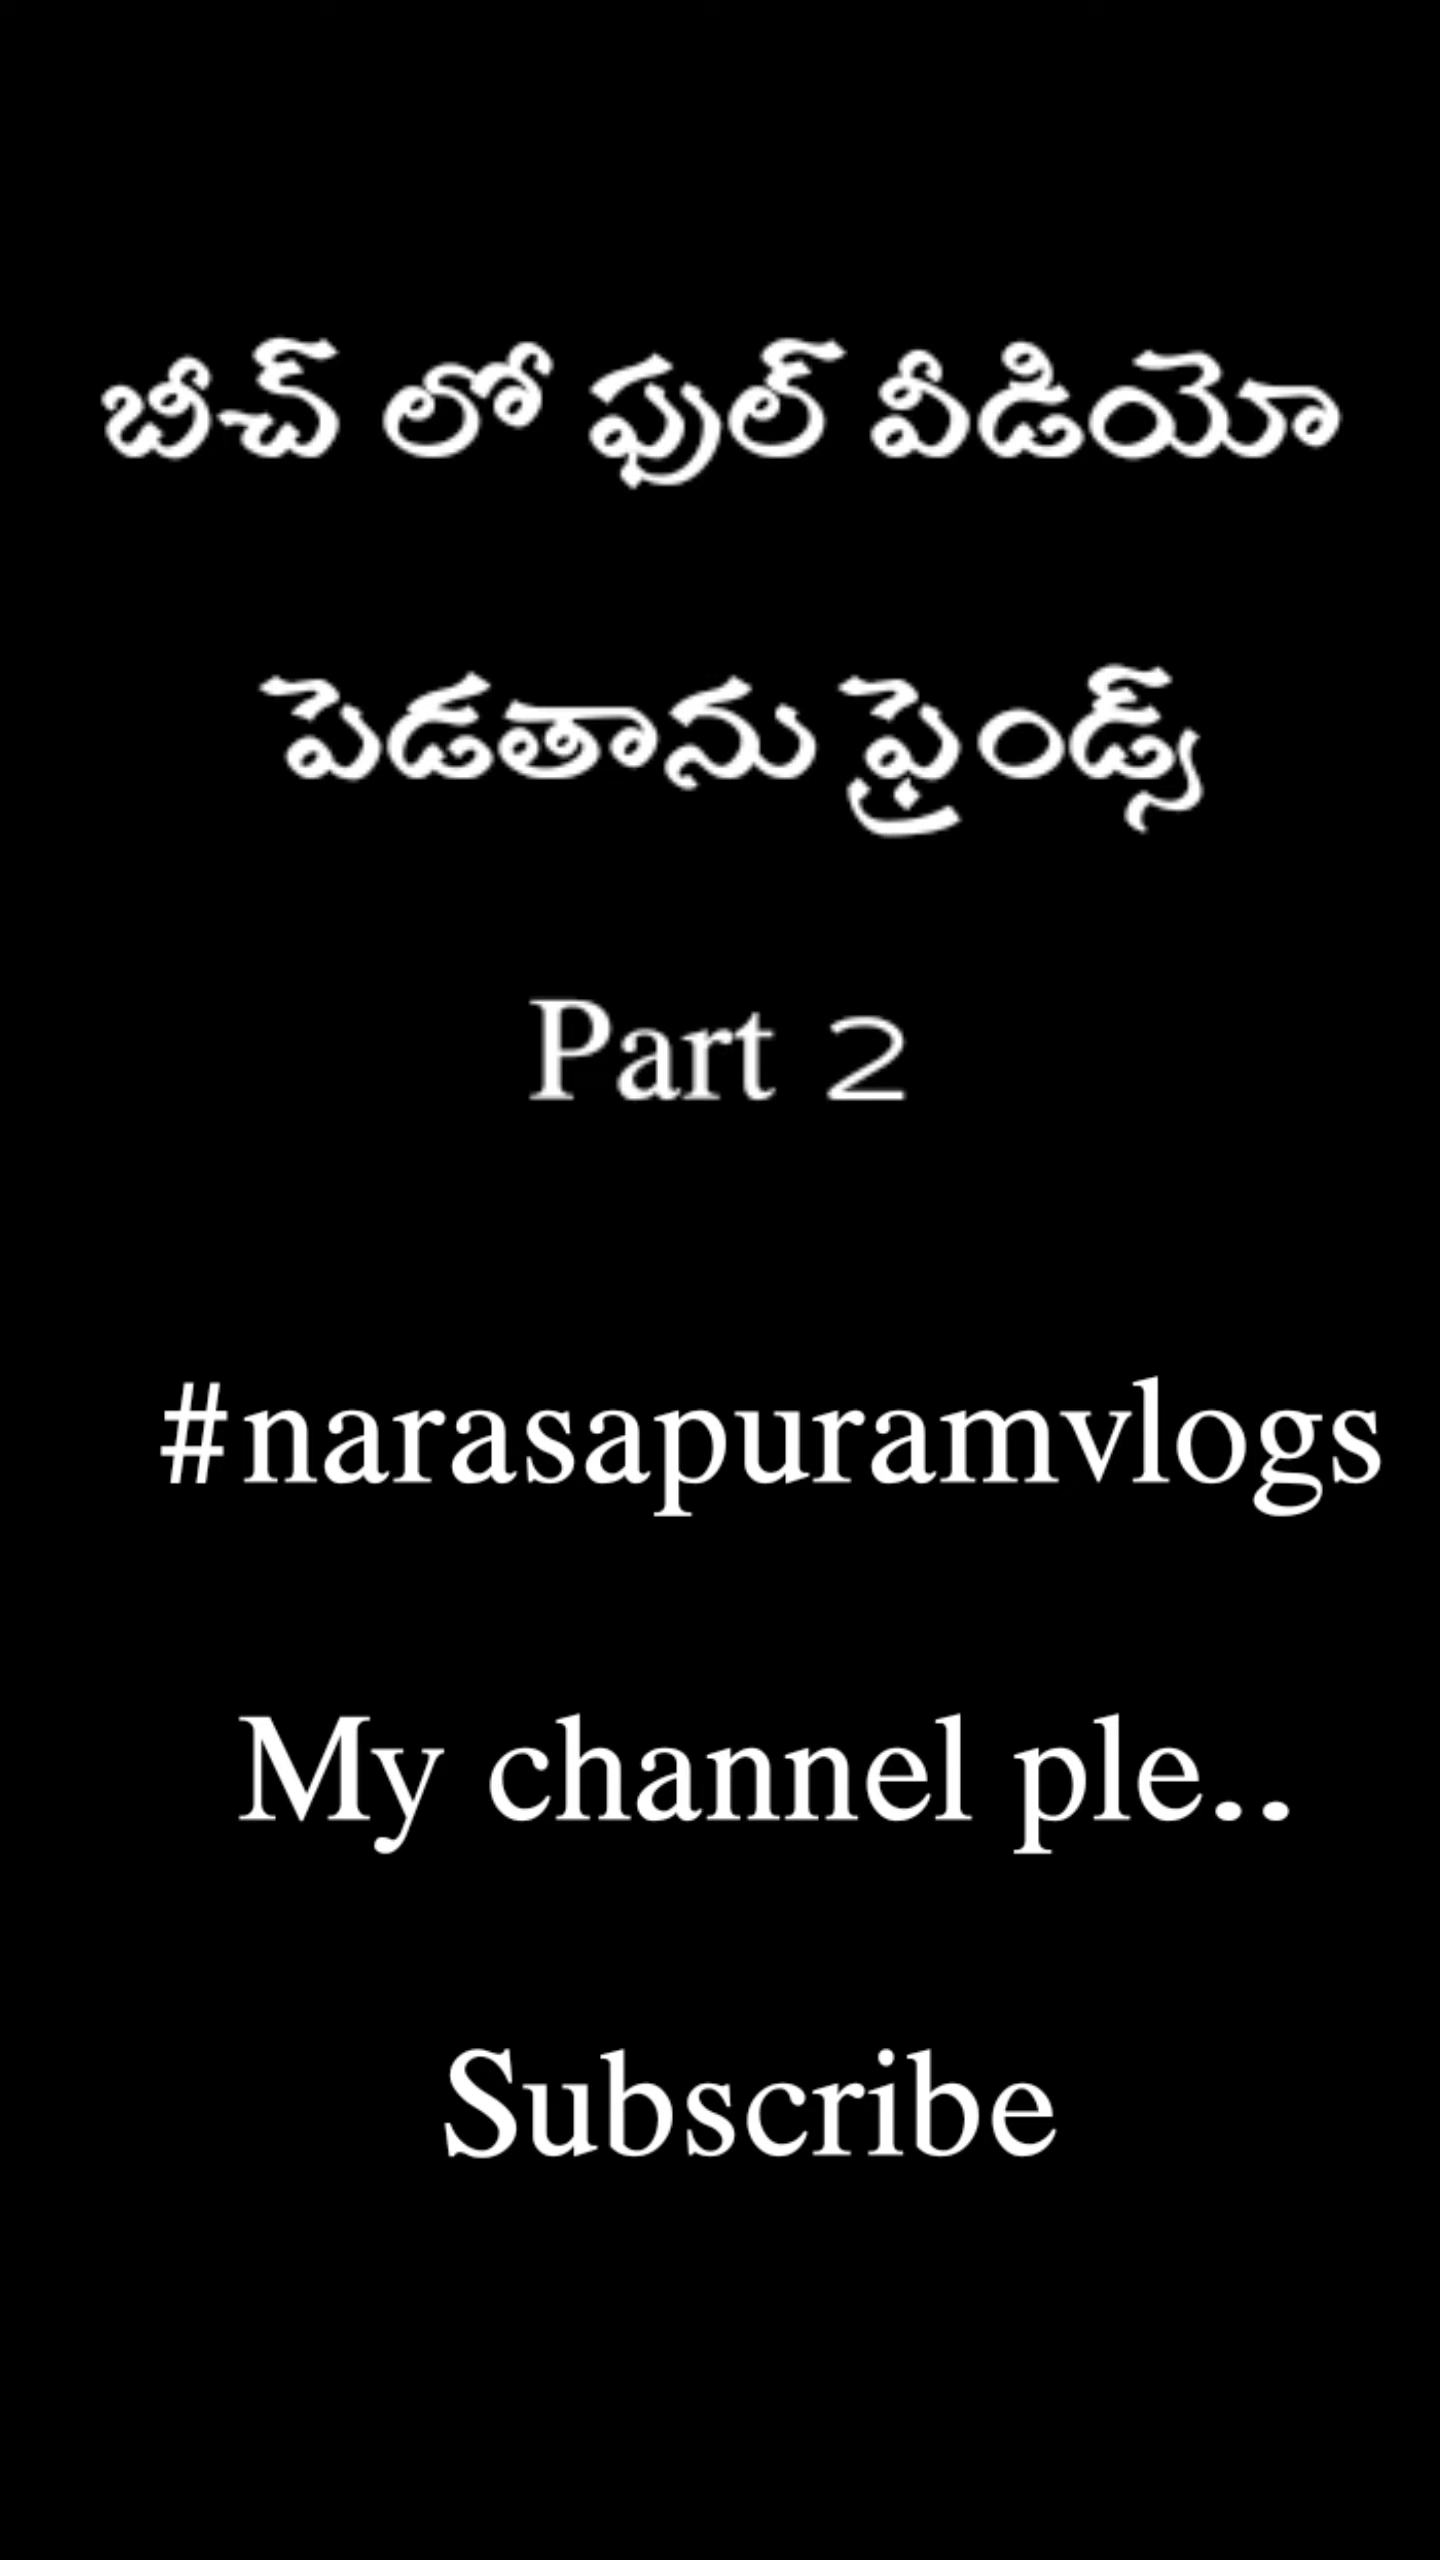 బీచ్ లో ఫుల్ వీడియో
పెడతాను ఫ్రెండ్స్
Part 2
#narasapuramvlogs
My channel ple..
Subscribe